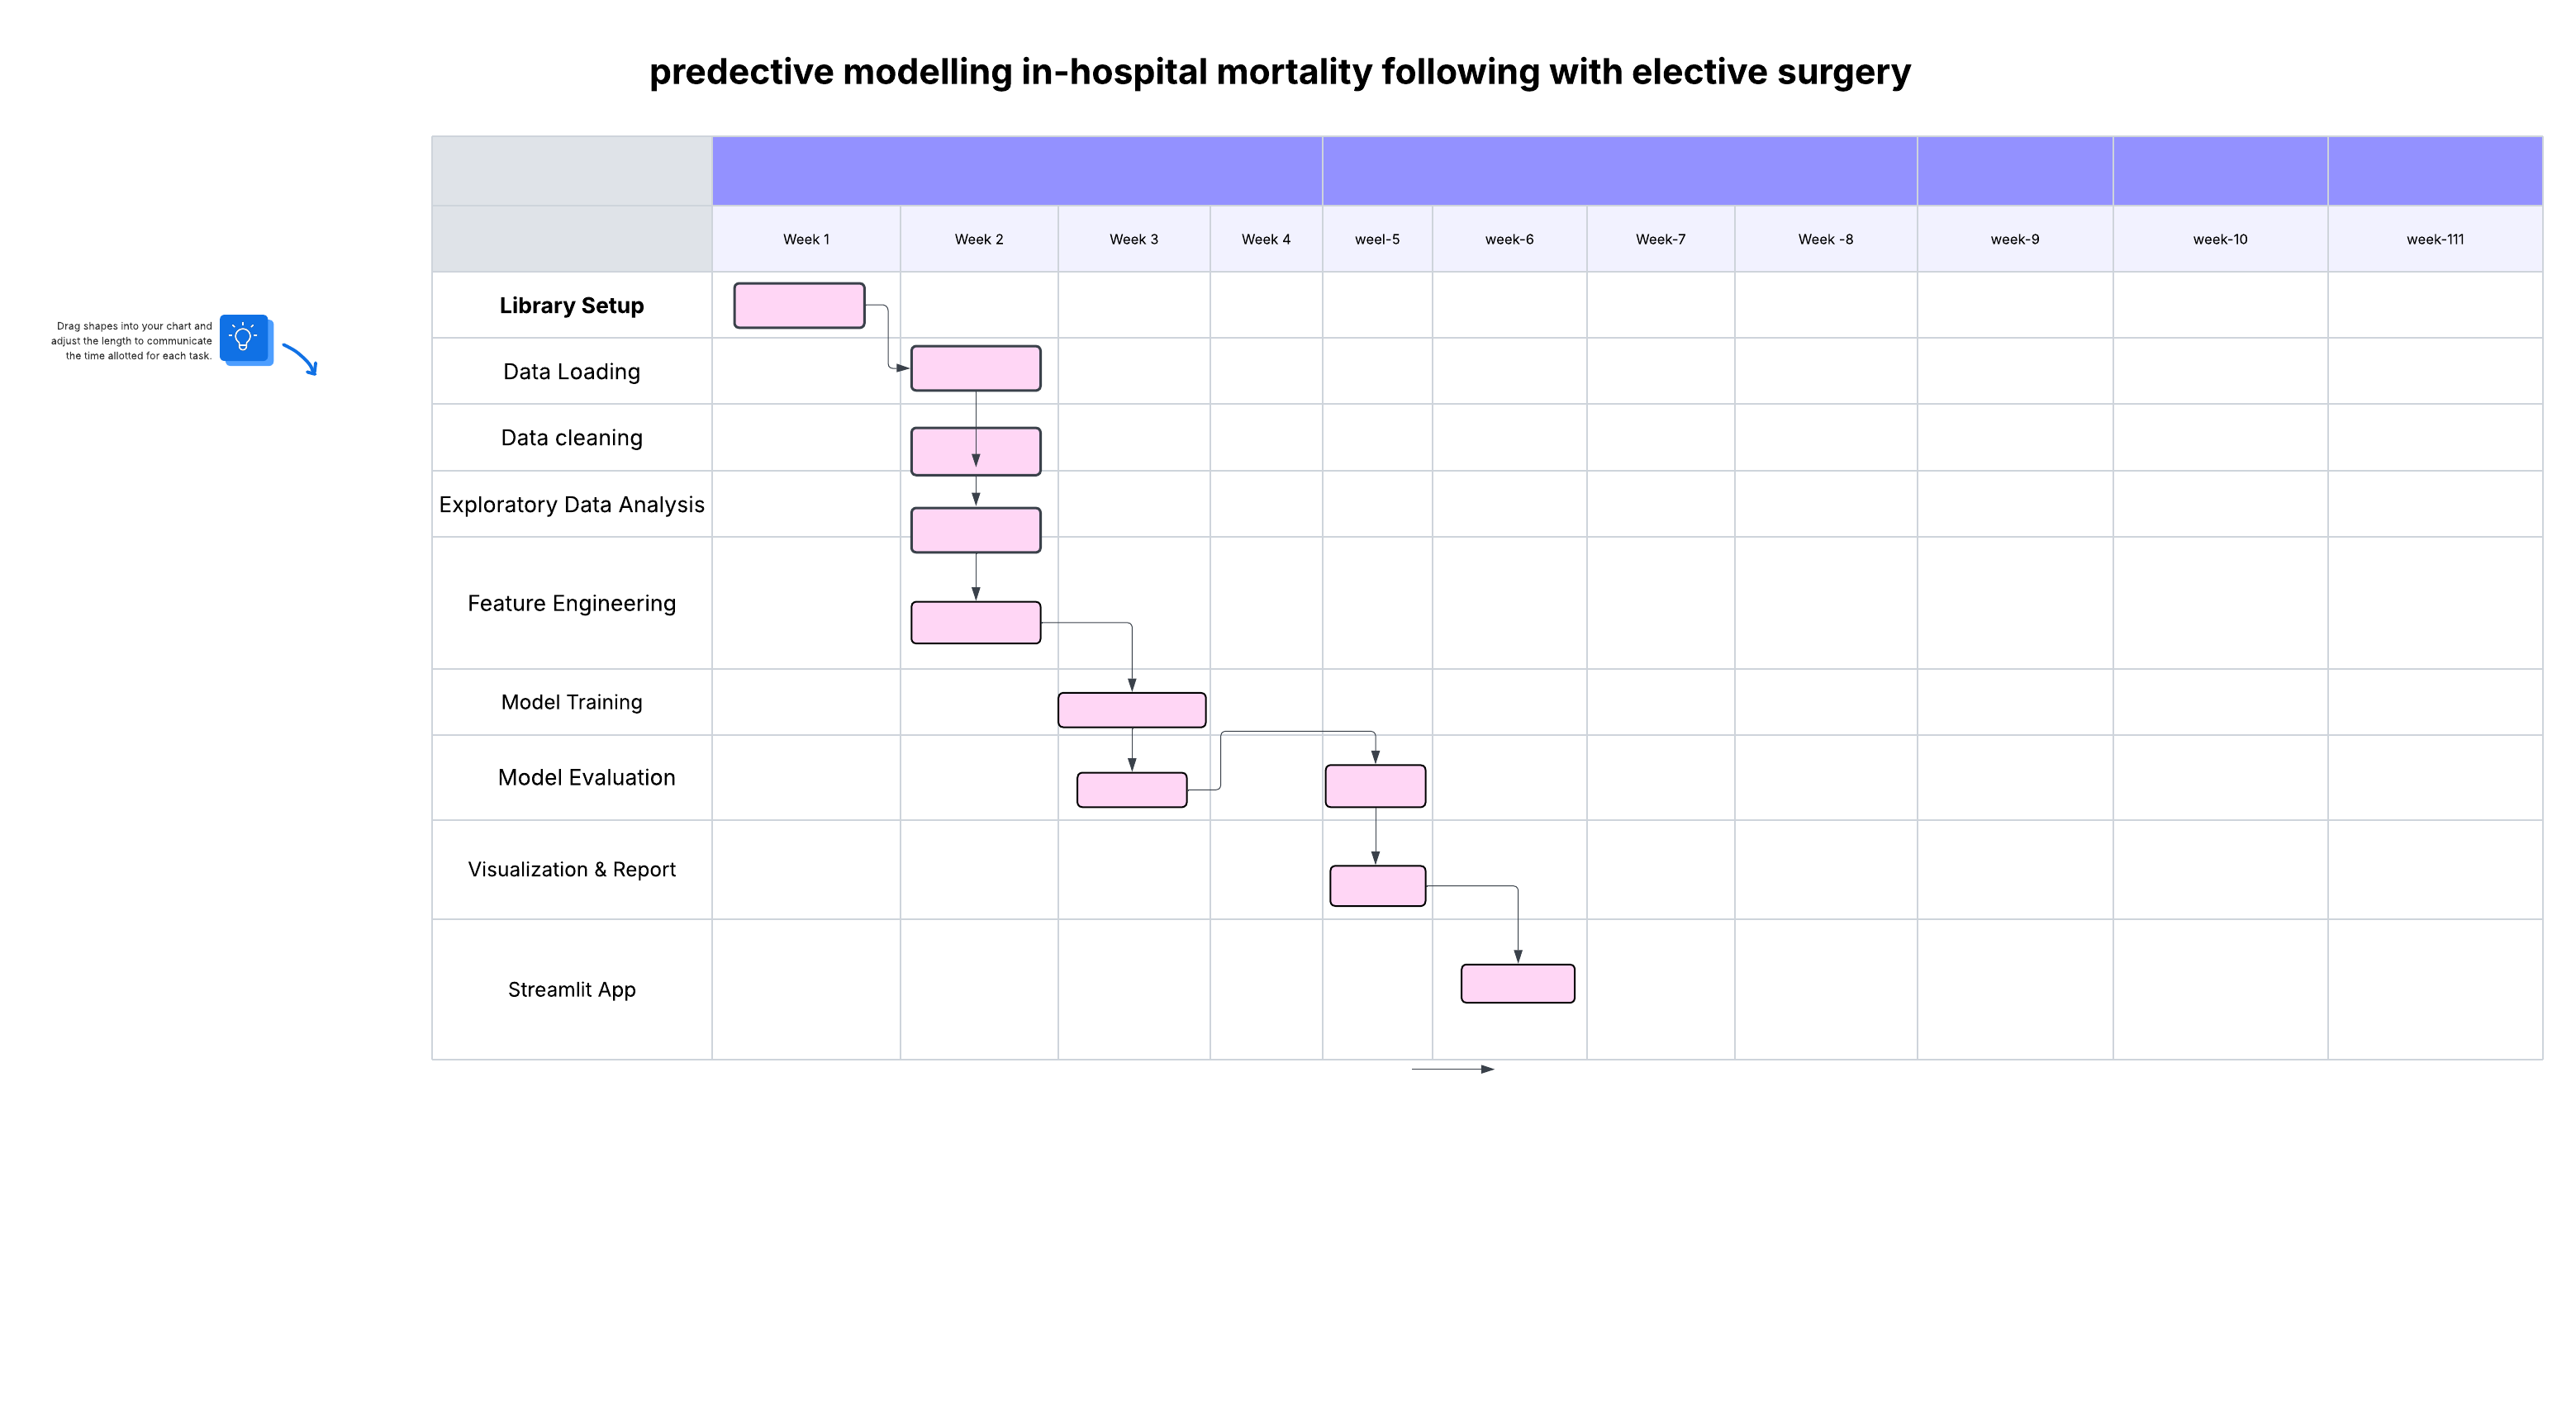 predective modelling in-hospital mortality following with elective surgery
Week 1
Week 2
Week 3
Week 4
weel-5
week-6
Week-7
Week -8
week-9
week-10
week-111
Library Setup
Drag shapes into your chart and
adjust the length to communicate
the time allotted for each task.
Data Loading
Data cleaning
Exploratory Data Analysis
Feature Engineering
Model Training
Model Evaluation
Visualization & Report
Streamlit App